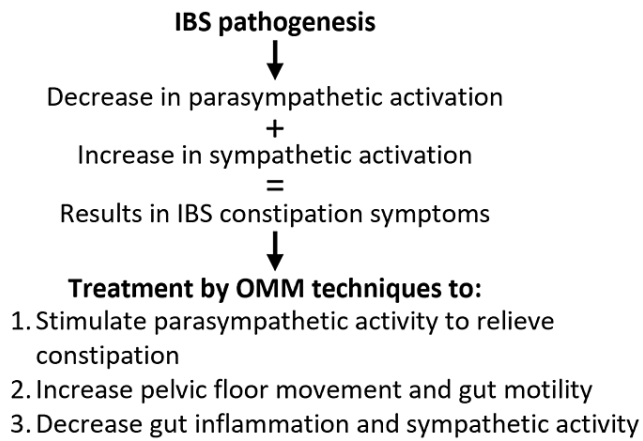 IBS pathogenesis
Decrease in parasympathetic activation
+
Increase in sympathetic activation
=
Results in IBS constipation symptoms
Treatment by OMM techniques to:
1. Stimulate parasympathetic activity to relieve
constipation
2. Increase pelvic floor movement and gut motility
3. Decrease gut inflammation and sympathetic activity